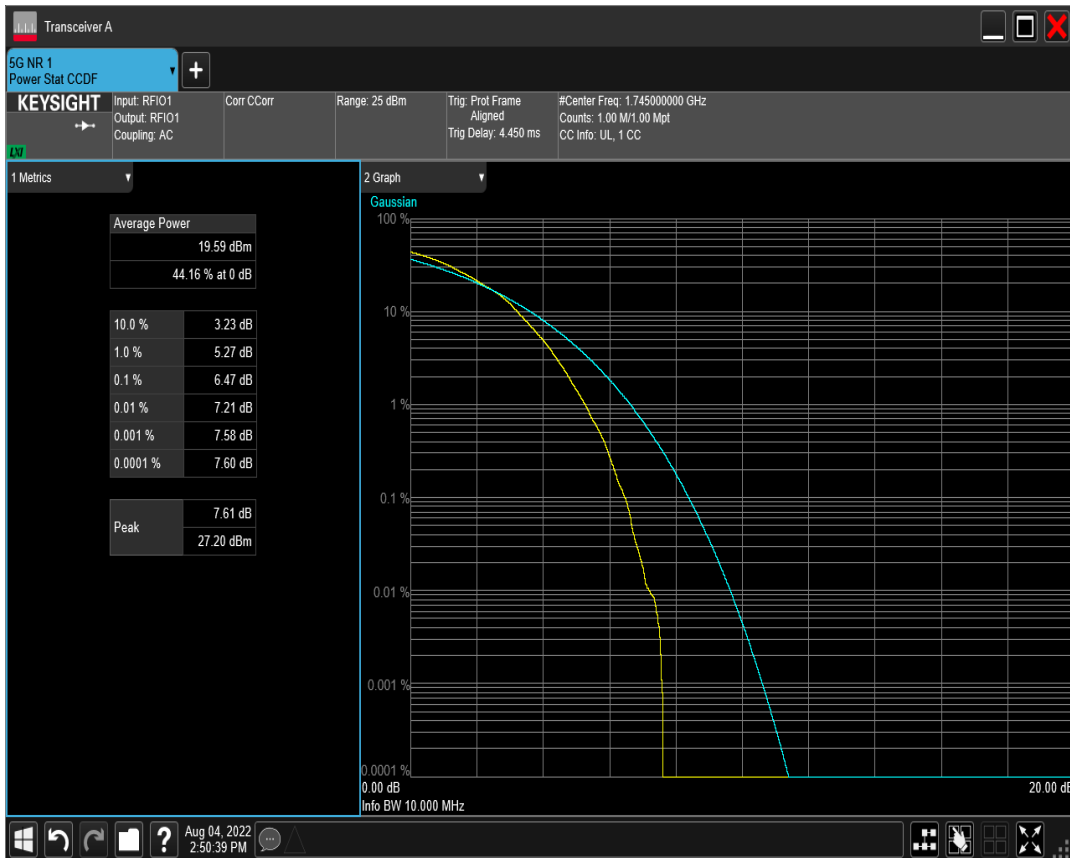 Transceiver A
5G NR 1
Power Stat CCDF
+
KEYSIGHT
LXI
Input: RFIO1
Output: RFIO1
Coupling: AC
Corr CCorr
Range: 25 dBm
Trig: Prot Frame
Aligned
Trig Delay: 4.450 ms
#Center Freq: 1.745000000 GHz
Counts: 1.00 M/1.00 Mpt
CC Info: UL, 1 CC
1 Metrics
Average Power
19.59 dBm
44.16 % at 0 dB
10.0 % 3.23 dB
1.0 % 5.27 dB
0.1 % 6.47 dB
0.01 % 7.21 dB
0.001 % 7.58 dB
0.0001 % 7.60 dB
Peak
7.61 dB
27.20 dBm
2 Graph
Gaussian
100 %
10 %
1 %
0.1 %
0.01 %
0.001 %
0.0001 %
0.00 dB 20.00 dB
Info BW 10.000 MHz
?
Aug 04, 2022
2:50:39 PM